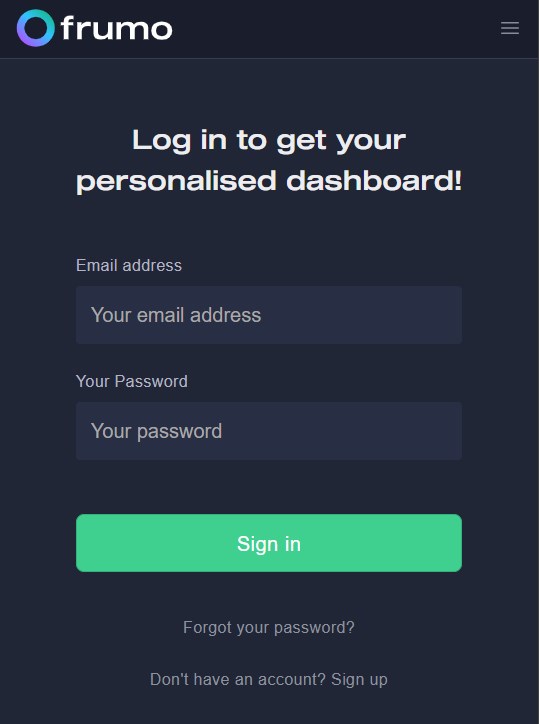 frumo
Log in to get your
personalised dashboard!
Email address
Your email address
Your Password
Your password
Sign in
Forgot your password?
Don't have an account? Sign up